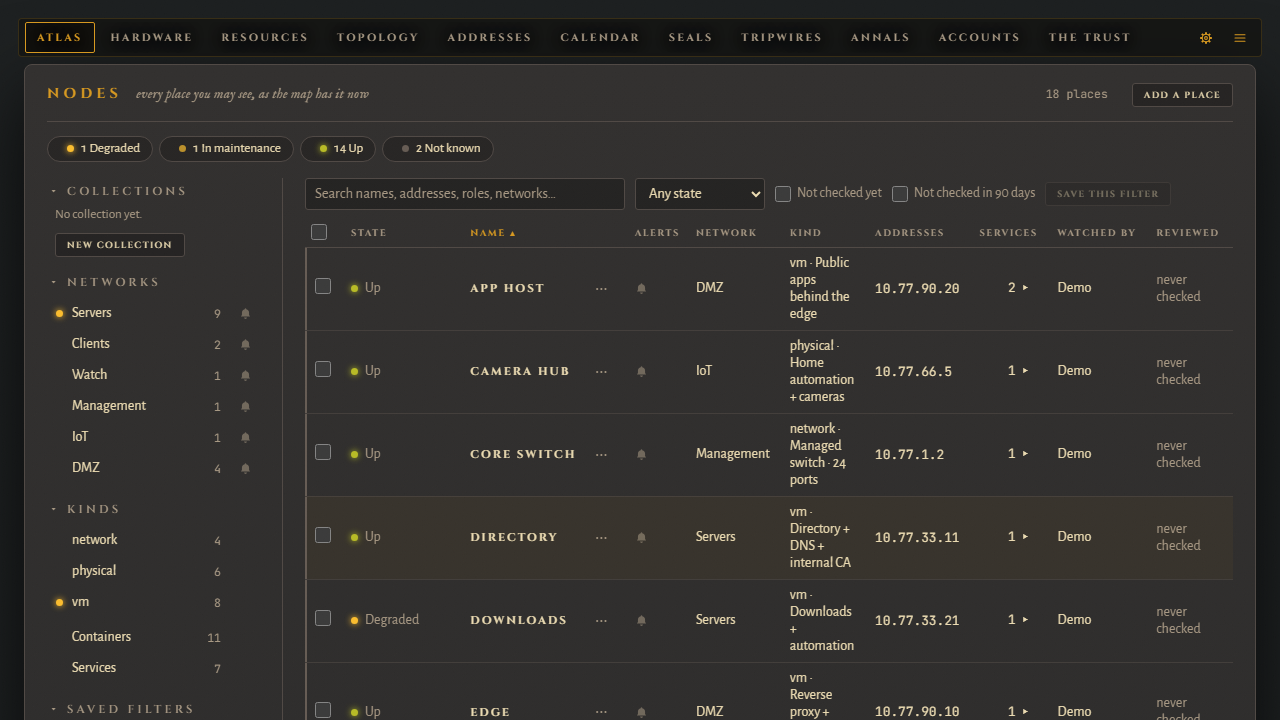 ATLAS HARDWARE RESOURCES TOPOLOGY ADDRESSES CALENDAR SEALS TRIPWIRES ANNALS ACCOUNTS THE TRUST
NODES every place you may see, as the map has it now 18 places ADD A PLACE
1 Degraded 1 In maintenance 14 Up 2 Not known
COLLECTIONS
No collection yet.
NEW COLLECTION
NETWORKS
Servers 9
Clients 2
Watch 1
Management 1
IoT 1
DMZ 4
KINDS
network 4
physical 6
vm 8
Containers 11
Services 7
SAVED FILTERS
Search names, addresses, roles, networks... Any state Not checked yet Not checked in 90 days SAVE THIS FILTER
STATE NAME ▲ ALERTS NETWORK KIND ADDRESSES SERVICES WATCHED BY REVIEWED
Up APP HOST ... DMZ vm · Public apps behind the edge 10.77.90.20 2 ▸ Demo never checked
Up CAMERA HUB ... IoT physical · Home automation + cameras 10.77.66.5 1 ▸ Demo never checked
Up CORE SWITCH ... Management network · Managed switch · 24 ports 10.77.1.2 1 ▸ Demo never checked
Up DIRECTORY ... Servers vm · Directory + DNS + internal CA 10.77.33.11 1 ▸ Demo never checked
Degraded DOWNLOADS ... Servers vm · Downloads + automation 10.77.33.21 1 ▸ Demo never checked
Up EDGE ... DMZ vm · Reverse proxy + 10.77.90.10 1 ▸ Demo never checked